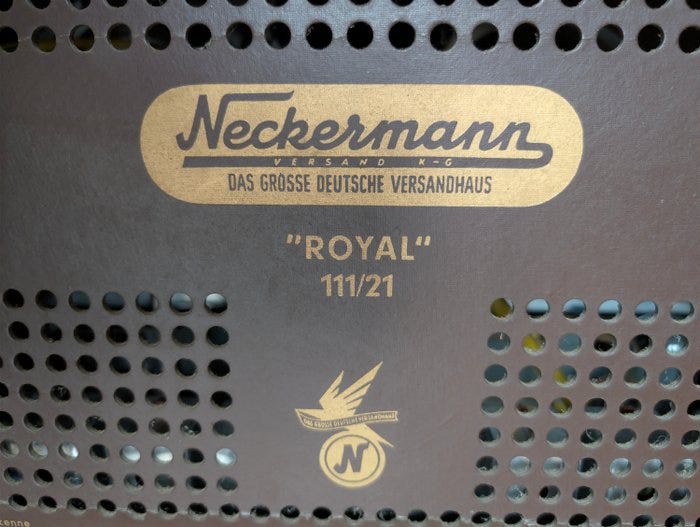 Neckermann
VERSAND K-G
DAS GROSSE DEUTSCHE VERSANDHAUS
"ROYAL"
111/21
DAS GROSSE DEUTSCHE VERSANDHAUS
N